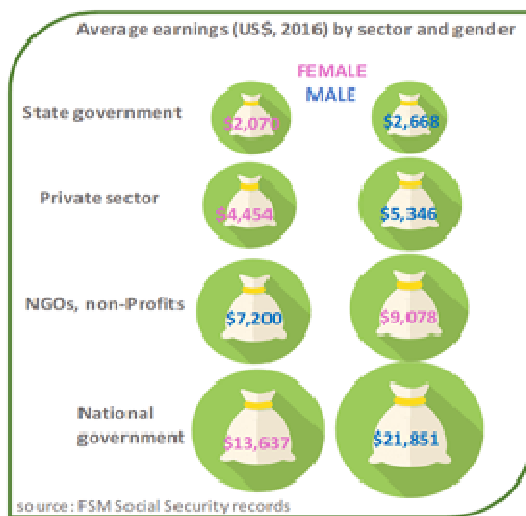 Average earnings (US$, 2016) by sector and gender
FEMALE
MALE
State government
$2,070 $2,668
Private sector
$4,454 $5,346
NGOs, non-Profits
$7,200 $9,078
National
government
$13,637 $21,851
source: FSM Social Security records